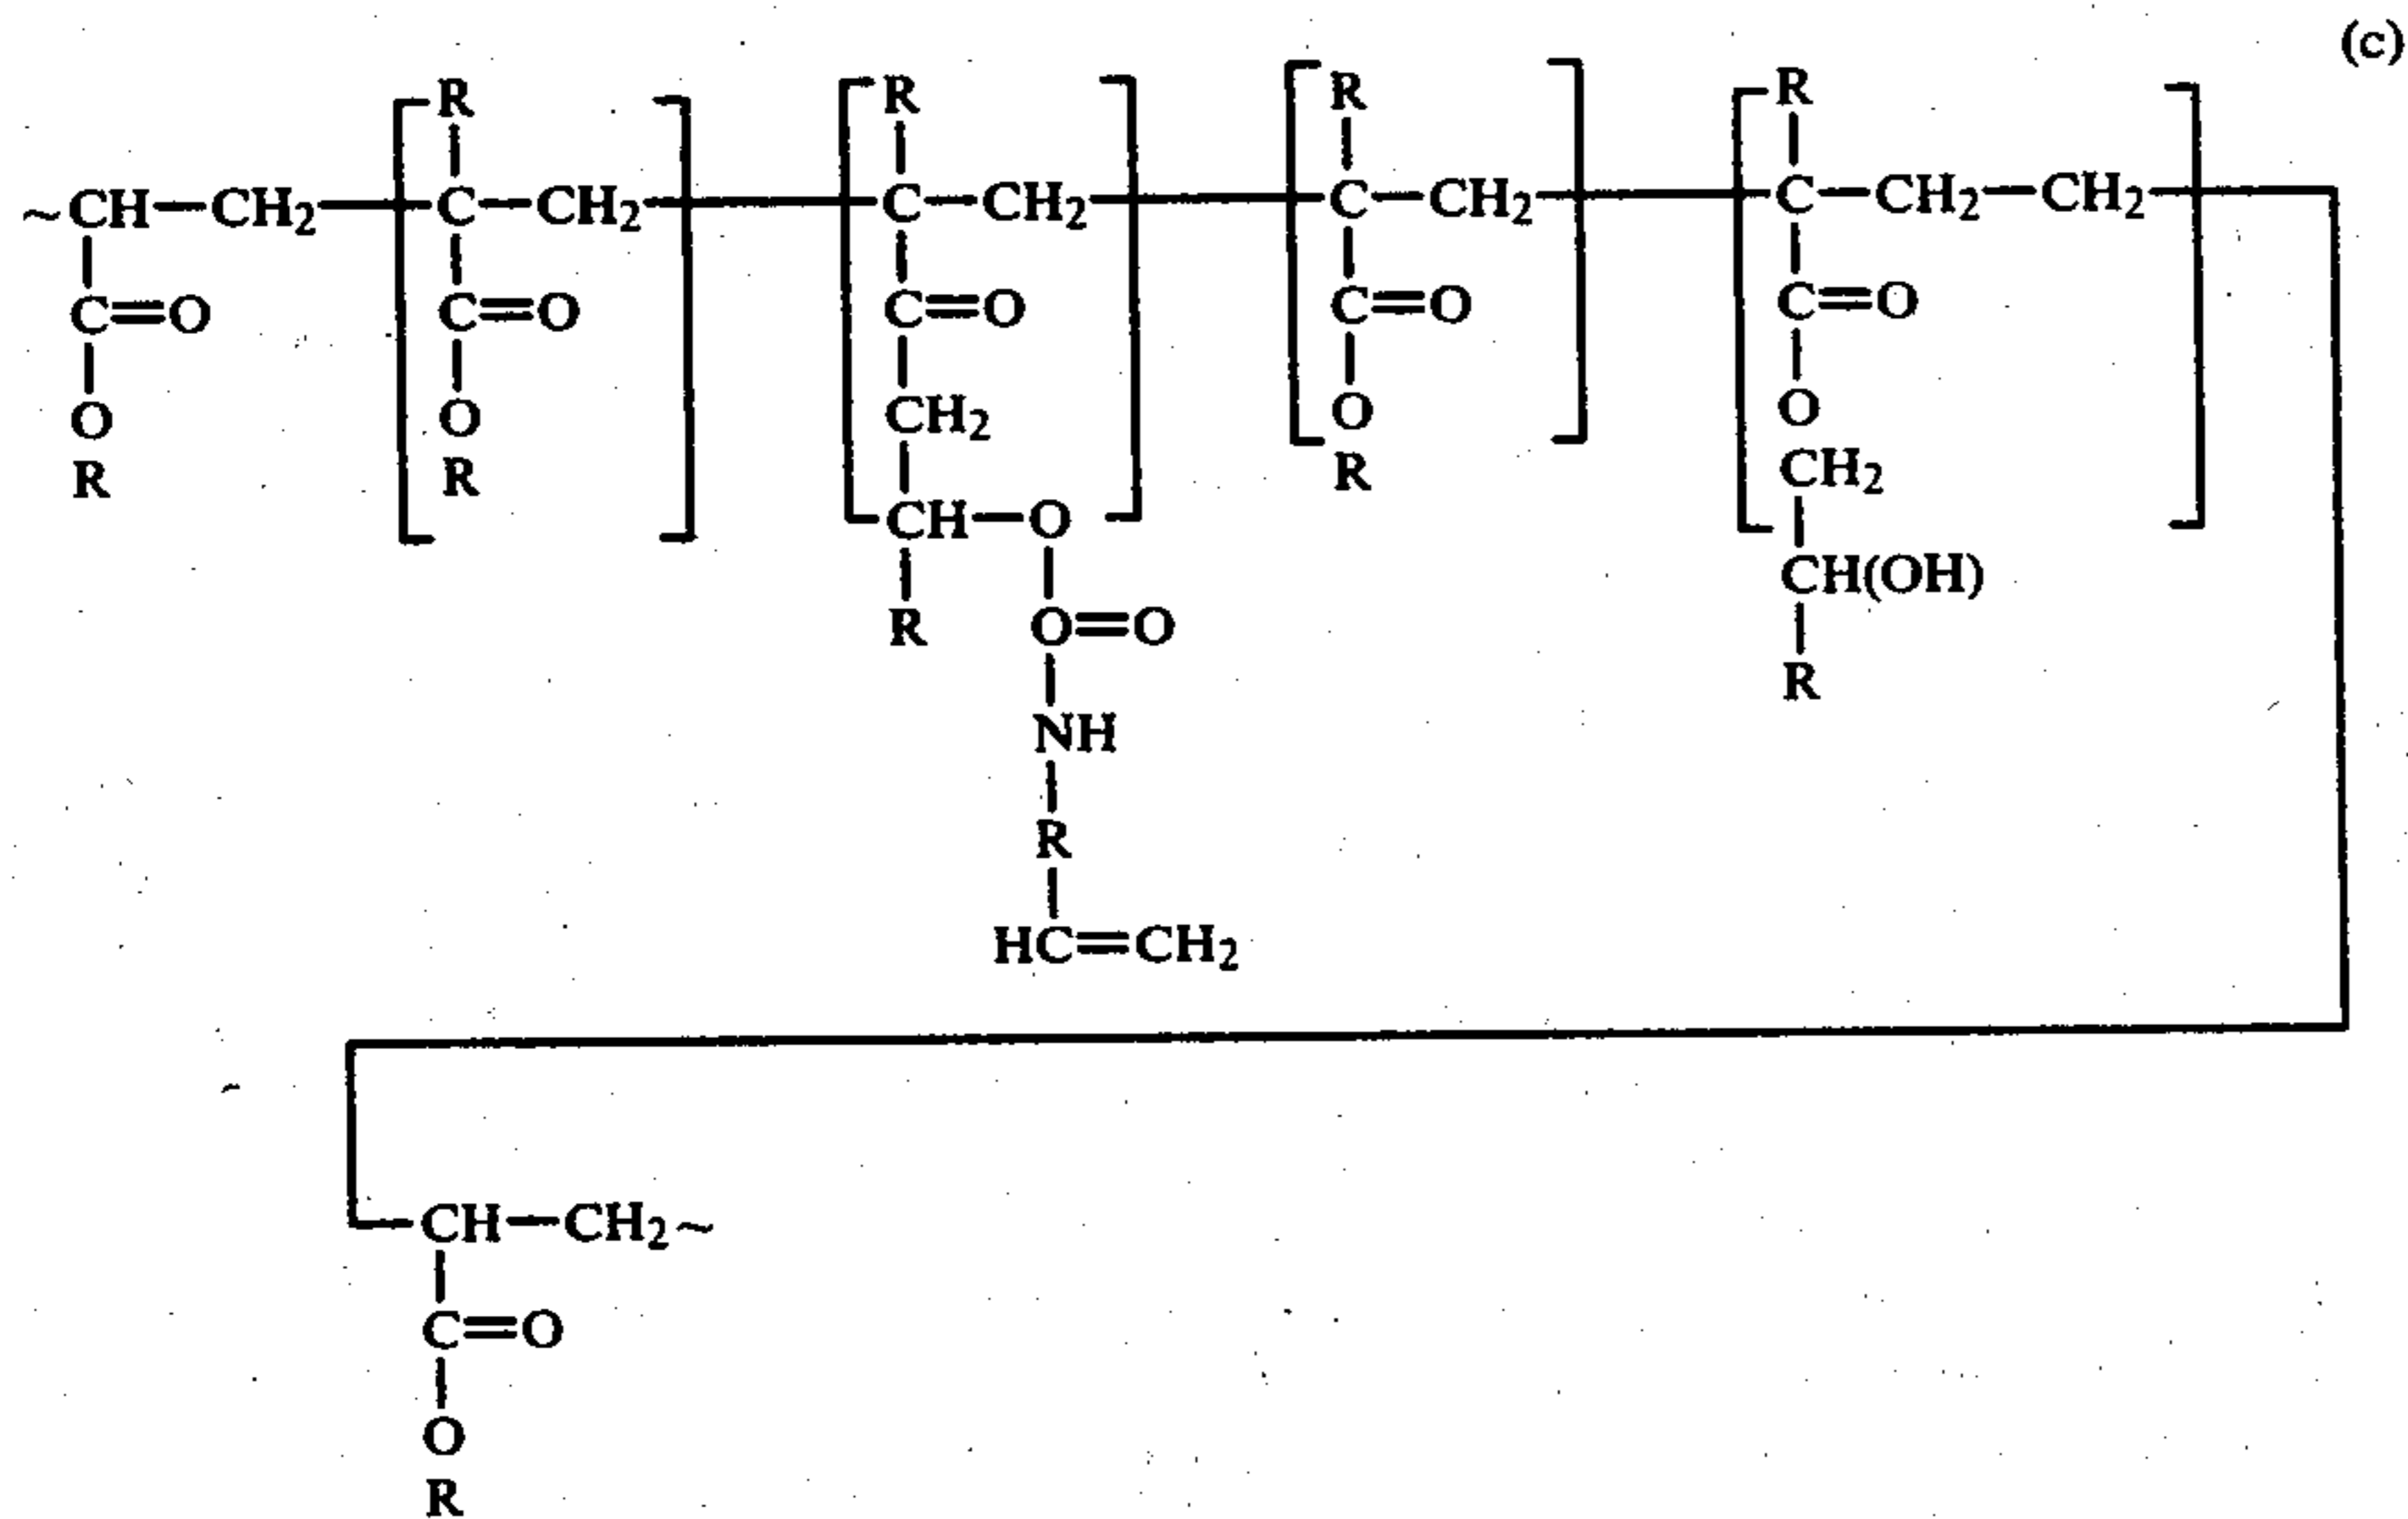 (c)
R R R R
~CH—CH₂—C—CH₂—C—CH₂—C—CH₂—C—CH₂—CH₂
C=O C=O C=O C=O C=O
O O CH₂ O O
R R R CH₂
CH—O
CH(OH)
R O=O
R
NH
R
HC=CH₂
CH—CH₂~
C=O
O
R